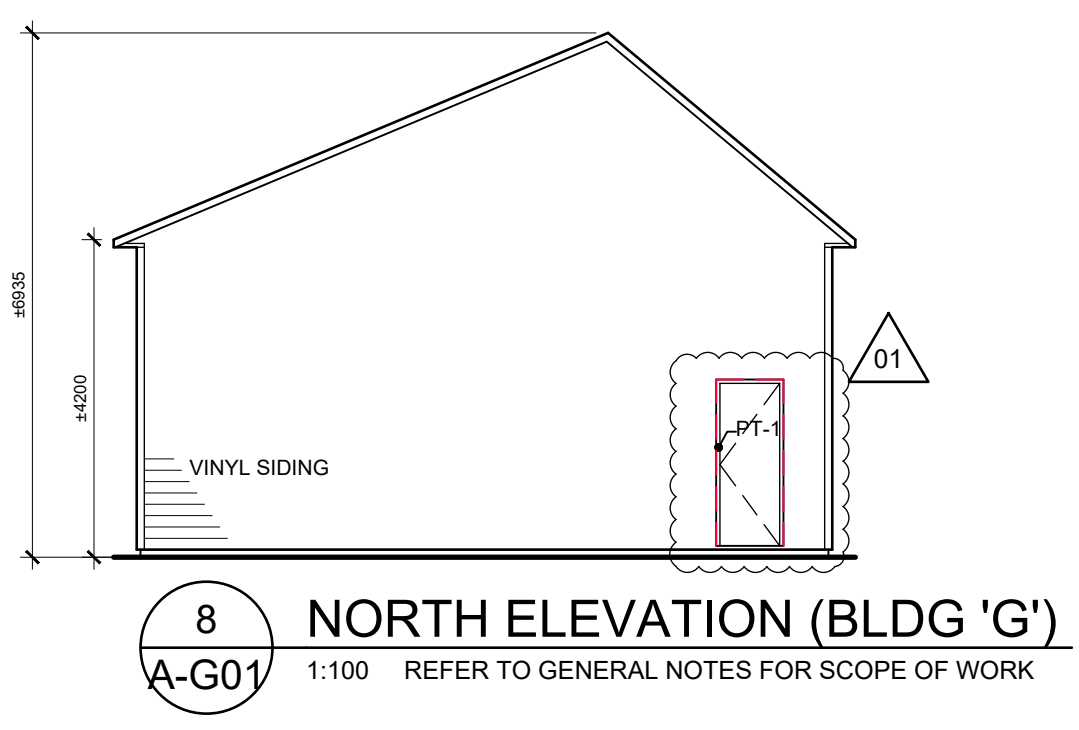 ±6935
±4200
01
PT-1
VINYL SIDING
8
A-G01
NORTH ELEVATION (BLDG 'G')
1:100 REFER TO GENERAL NOTES FOR SCOPE OF WORK